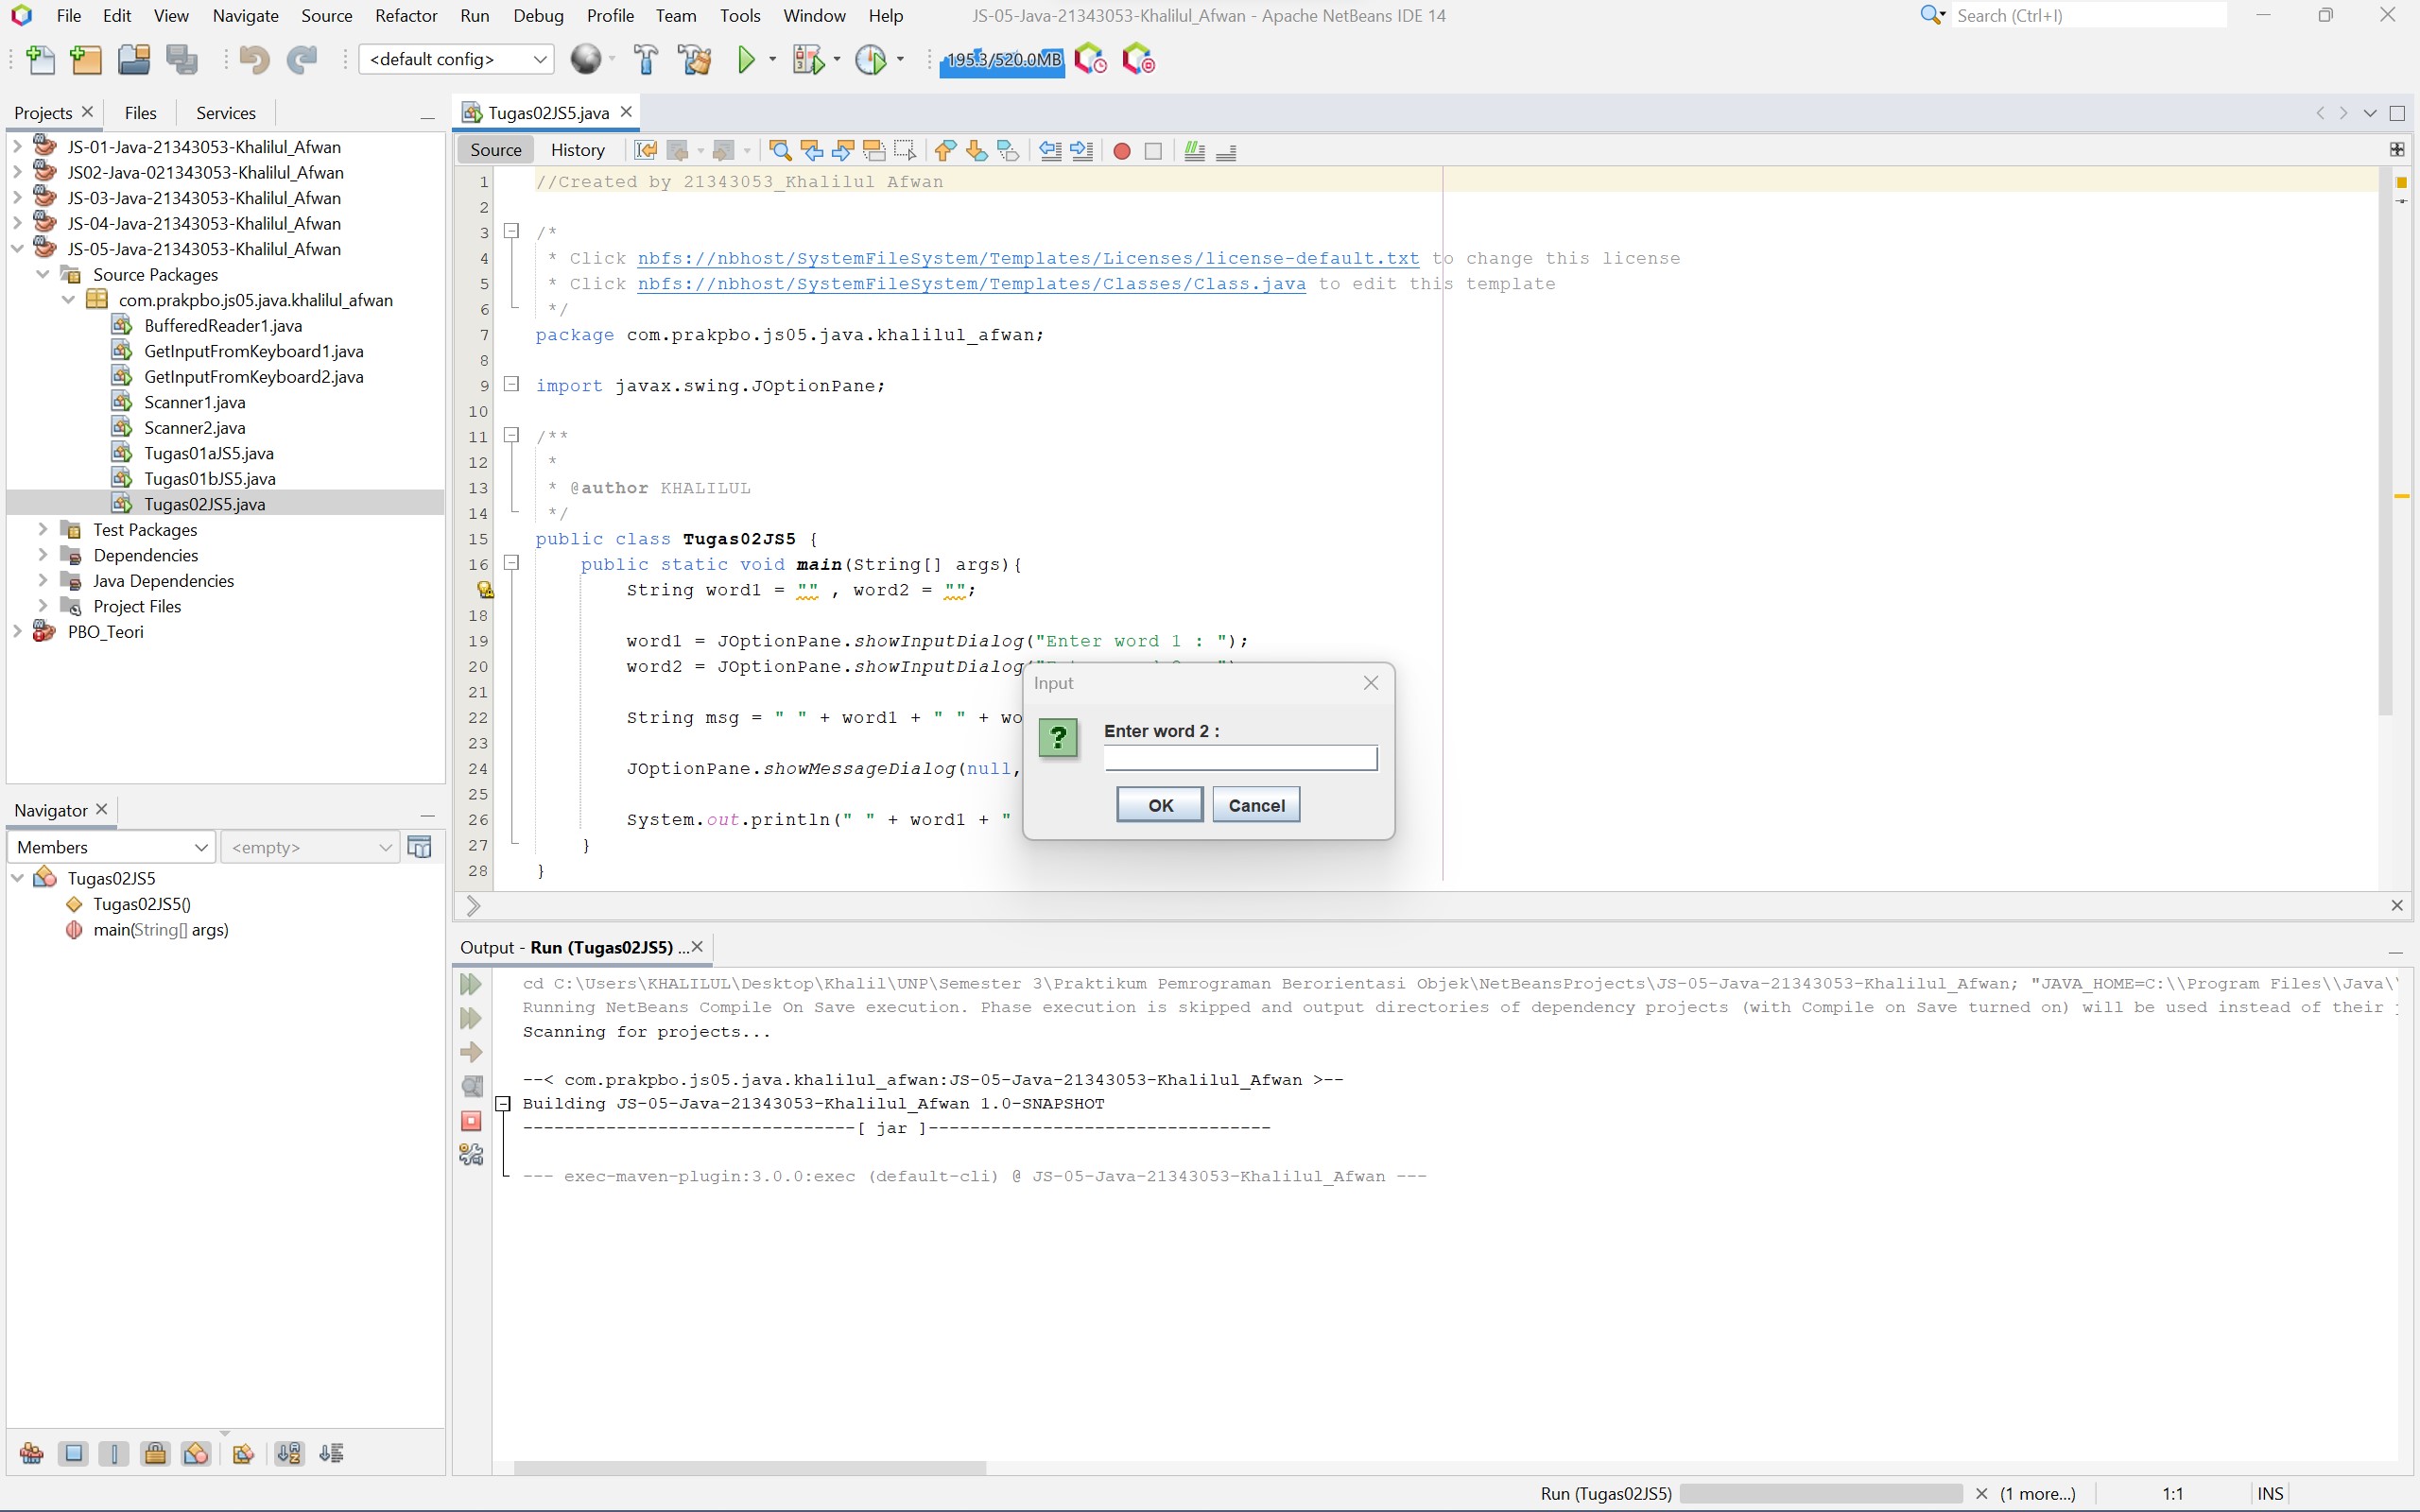 File Edit View Navigate Source Refactor Run Debug Profile Team Tools Window Help
JS-05-Java-21343053-Khalilul_Afwan - Apache NetBeans IDE 14
Search (Ctrl+I)
<default config>
195.3/520.0MB
Projects Files Services
JS-01-Java-21343053-Khalilul_Afwan
JS02-Java-021343053-Khalilul_Afwan
JS-03-Java-21343053-Khalilul_Afwan
JS-04-Java-21343053-Khalilul_Afwan
JS-05-Java-21343053-Khalilul_Afwan
Source Packages
com.prakpbo.js05.java.khalilul_afwan
BufferedReader1.java
GetInputFromKeyboard1.java
GetInputFromKeyboard2.java
Scanner1.java
Scanner2.java
Tugas01aJS5.java
Tugas01bJS5.java
Tugas02JS5.java
Test Packages
Dependencies
Java Dependencies
Project Files
PBO_Teori
Navigator
Members <empty>
Tugas02JS5
Tugas02JS5()
main(String[] args)
Tugas02JS5.java
Source History
1 //Created by 21343053_Khalilul Afwan
2
3 /*
4 * Click nbfs://nbhost/SystemFileSystem/Templates/Licenses/license-default.txt to change this license
5 * Click nbfs://nbhost/SystemFileSystem/Templates/Classes/Class.java to edit this template
6 */
7 package com.prakpbo.js05.java.khalilul_afwan;
8
9 import javax.swing.JOptionPane;
10
11 /**
12 *
13 * @author KHALILUL
14 */
15 public class Tugas02JS5 {
16 public static void main(String[] args){
String word1 = "" , word2 = "";
18
19 word1 = JOptionPane.showInputDialog("Enter word 1 : ");
20 word2 = JOptionPane.showInputDialog(
21
22 String msg = " " + word1 + " " + wo
23
24 JOptionPane.showMessageDialog(null,
25
26 System.out.println(" " + word1 + "
27 }
28 }
Input
?
Enter word 2 :
OK Cancel
Output - Run (Tugas02JS5) ...
cd C:\Users\KHALILUL\Desktop\Khalil\UNP\Semester 3\Praktikum Pemrograman Berorientasi Objek\NetBeansProjects\JS-05-Java-21343053-Khalilul_Afwan; "JAVA_HOME=C:\\Program Files\\Java\
Running NetBeans Compile On Save execution. Phase execution is skipped and output directories of dependency projects (with Compile on Save turned on) will be used instead of their
Scanning for projects...
--< com.prakpbo.js05.java.khalilul_afwan:JS-05-Java-21343053-Khalilul_Afwan >--
Building JS-05-Java-21343053-Khalilul_Afwan 1.0-SNAPSHOT
--------------------------------[ jar ]---------------------------------
--- exec-maven-plugin:3.0.0:exec (default-cli) @ JS-05-Java-21343053-Khalilul_Afwan ---
Run (Tugas02JS5) (1 more...) 1:1 INS